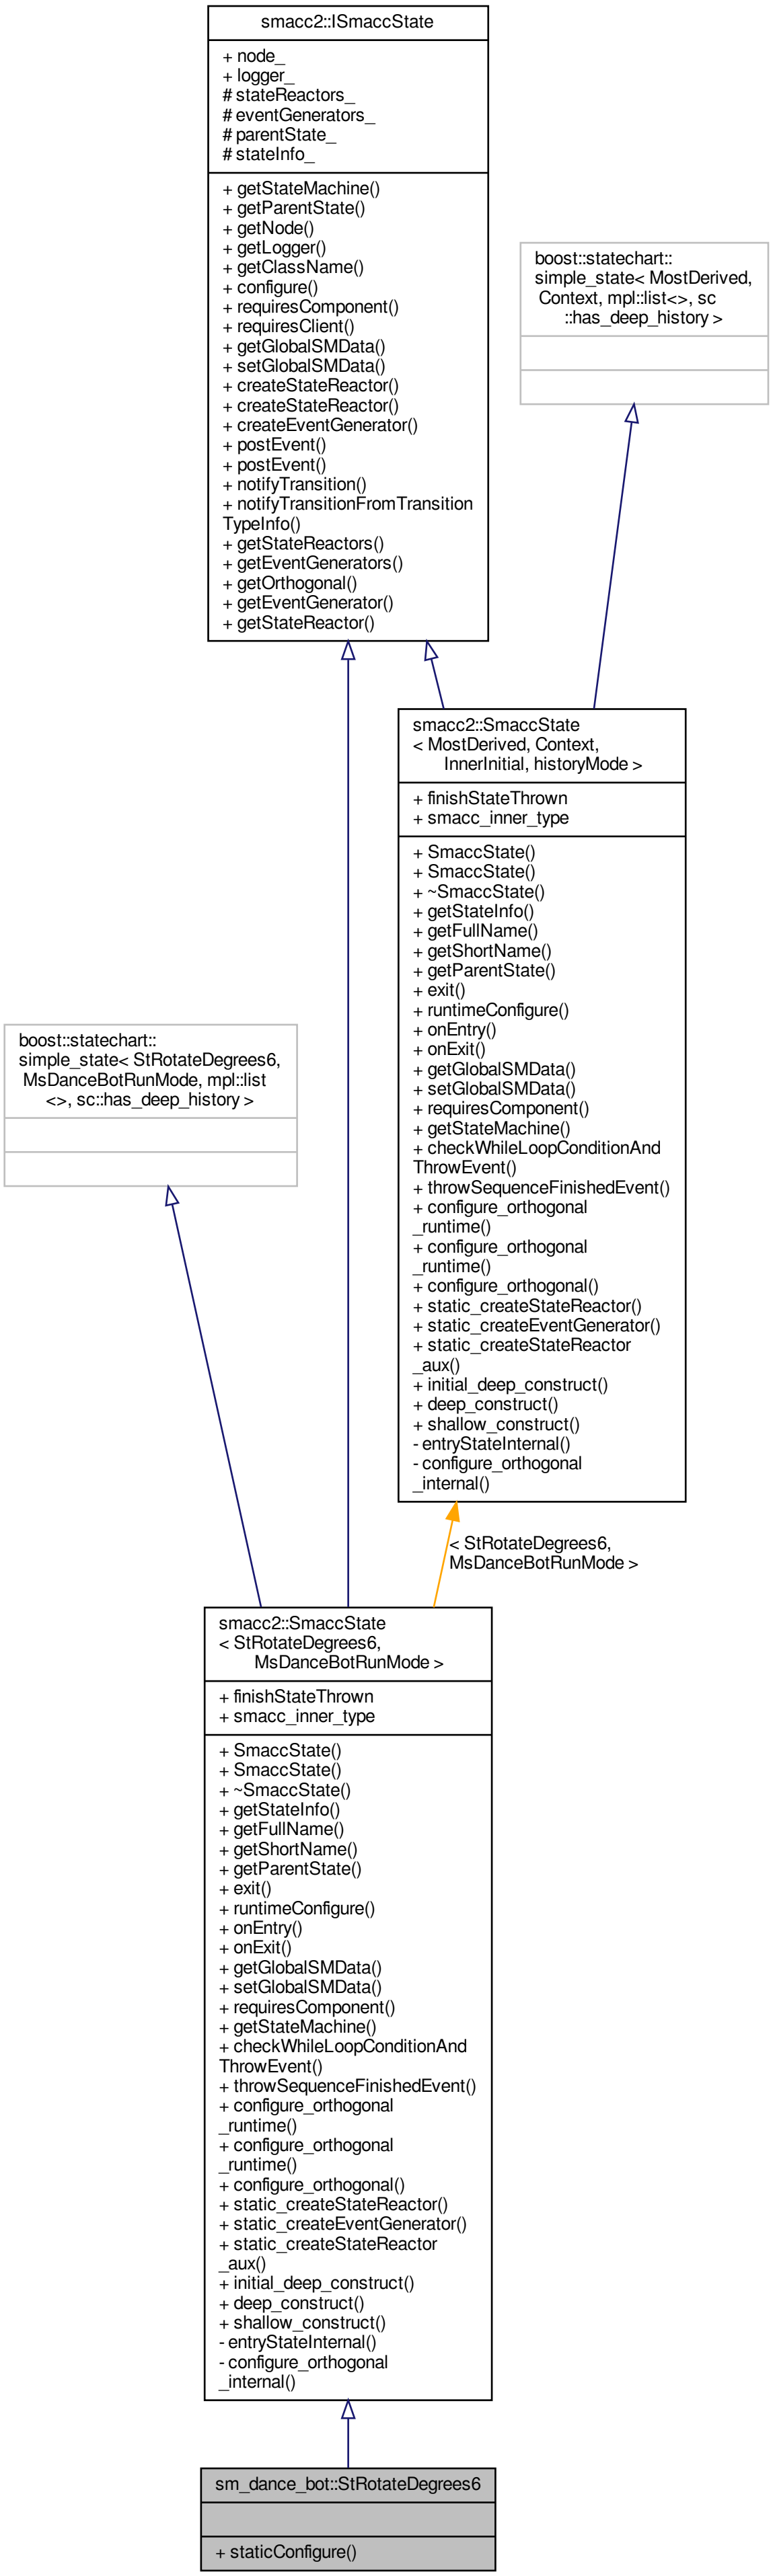 smacc2::ISmaccState
+ node_
+ logger_
# stateReactors_
# eventGenerators_
# parentState_
# stateInfo_
+ getStateMachine()
+ getParentState()
+ getNode()
+ getLogger()
+ getClassName()
+ configure()
+ requiresComponent()
+ requiresClient()
+ getGlobalSMData()
+ setGlobalSMData()
+ createStateReactor()
+ createStateReactor()
+ createEventGenerator()
+ postEvent()
+ postEvent()
+ notifyTransition()
+ notifyTransitionFromTransition
TypeInfo()
+ getStateReactors()
+ getEventGenerators()
+ getOrthogonal()
+ getEventGenerator()
+ getStateReactor()
boost::statechart::
simple_state< MostDerived,
Context, mpl::list<>, sc
::has_deep_history >
smacc2::SmaccState
< MostDerived, Context,
InnerInitial, historyMode >
+ finishStateThrown
+ smacc_inner_type
+ SmaccState()
+ SmaccState()
+ ~SmaccState()
+ getStateInfo()
+ getFullName()
+ getShortName()
+ getParentState()
+ exit()
+ runtimeConfigure()
+ onEntry()
+ onExit()
+ getGlobalSMData()
+ setGlobalSMData()
+ requiresComponent()
+ getStateMachine()
+ checkWhileLoopConditionAnd
ThrowEvent()
+ throwSequenceFinishedEvent()
+ configure_orthogonal
_runtime()
+ configure_orthogonal
_runtime()
+ configure_orthogonal()
+ static_createStateReactor()
+ static_createEventGenerator()
+ static_createStateReactor
_aux()
+ initial_deep_construct()
+ deep_construct()
+ shallow_construct()
- entryStateInternal()
- configure_orthogonal
_internal()
boost::statechart::
simple_state< StRotateDegrees6,
MsDanceBotRunMode, mpl::list
<>, sc::has_deep_history >
< StRotateDegrees6,
MsDanceBotRunMode >
smacc2::SmaccState
< StRotateDegrees6,
MsDanceBotRunMode >
+ finishStateThrown
+ smacc_inner_type
+ SmaccState()
+ SmaccState()
+ ~SmaccState()
+ getStateInfo()
+ getFullName()
+ getShortName()
+ getParentState()
+ exit()
+ runtimeConfigure()
+ onEntry()
+ onExit()
+ getGlobalSMData()
+ setGlobalSMData()
+ requiresComponent()
+ getStateMachine()
+ checkWhileLoopConditionAnd
ThrowEvent()
+ throwSequenceFinishedEvent()
+ configure_orthogonal
_runtime()
+ configure_orthogonal
_runtime()
+ configure_orthogonal()
+ static_createStateReactor()
+ static_createEventGenerator()
+ static_createStateReactor
_aux()
+ initial_deep_construct()
+ deep_construct()
+ shallow_construct()
- entryStateInternal()
- configure_orthogonal
_internal()
sm_dance_bot::StRotateDegrees6
+ staticConfigure()